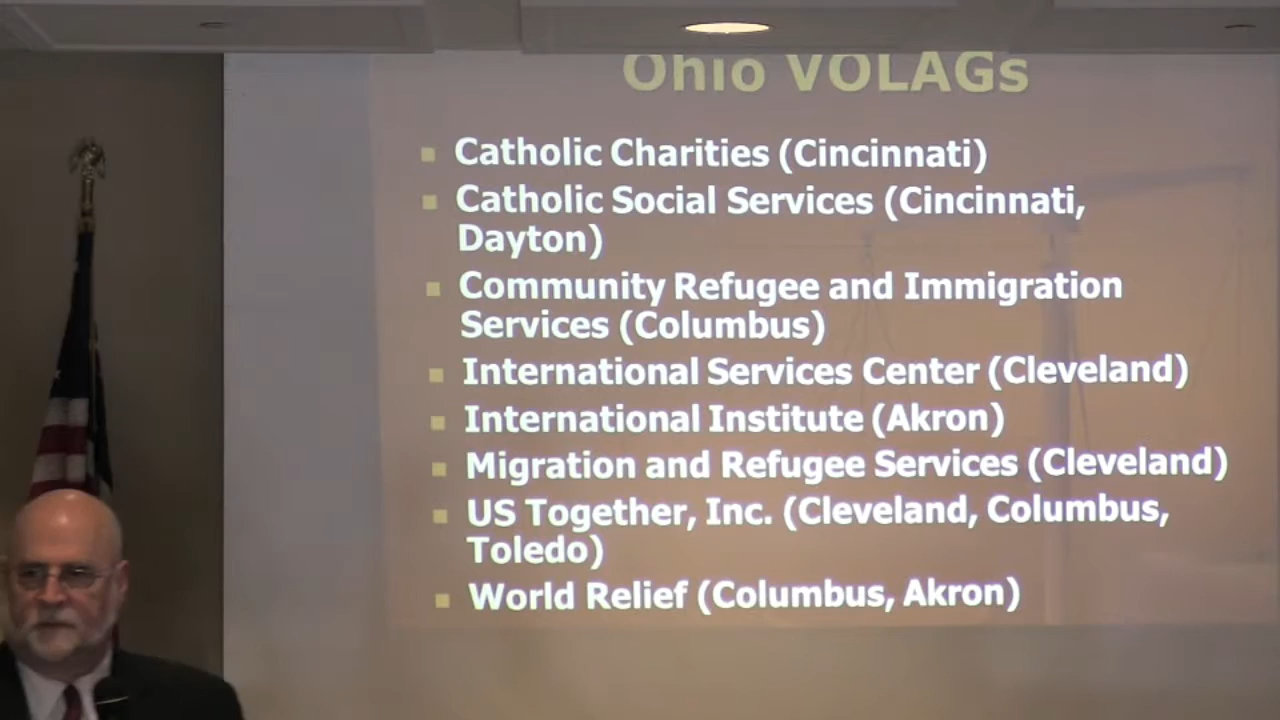 Ohio VOLAGs
Catholic Charities (Cincinnati)
Catholic Social Services (Cincinnati,
Dayton)
Community Refugee and Immigration
Services (Columbus)
International Services Center (Cleveland)
International Institute (Akron)
Migration and Refugee Services (Cleveland)
US Together, Inc. (Cleveland, Columbus,
Toledo)
World Relief (Columbus, Akron)